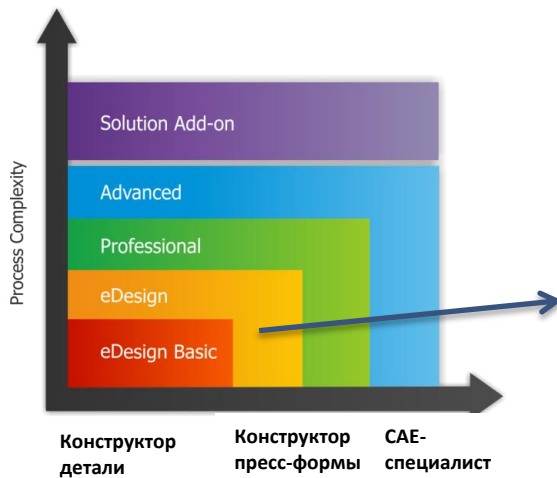 Process Complexity
Solution Add-on
Advanced
Professional
eDesign
eDesign Basic
Конструктор
детали
Конструктор
пресс-формы
CAE-
специалист